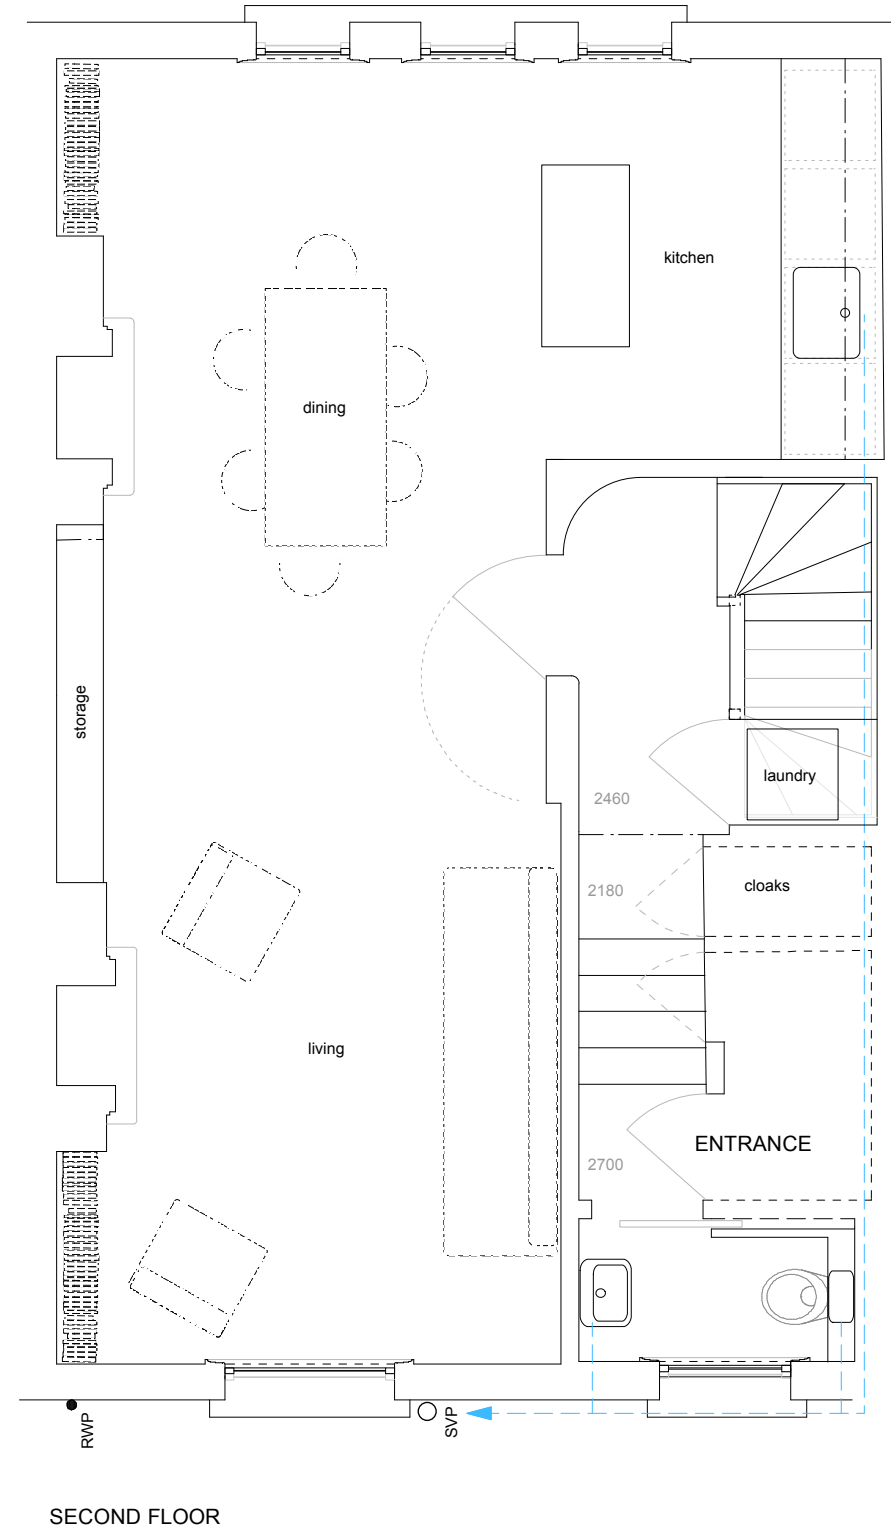 kitchen
dining
storage
laundry
2460
2180
cloaks
living
ENTRANCE
2700
RWP
SVP
SECOND FLOOR